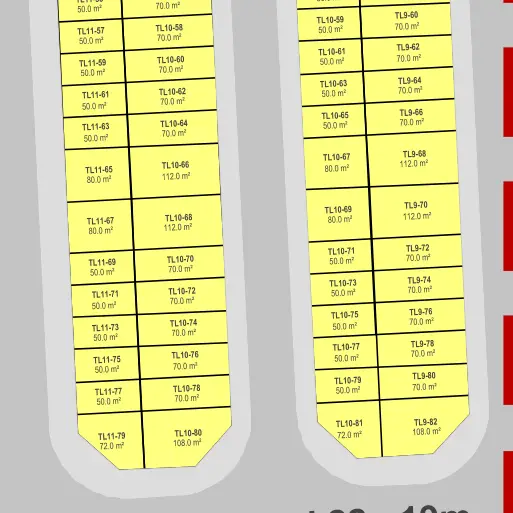 50.0 m²
70.0 m²
TL11-57
50.0 m²
TL10-58
70.0 m²
TL11-59
50.0 m²
TL10-60
70.0 m²
TL11-61
50.0 m²
TL10-62
70.0 m²
TL11-63
50.0 m²
TL10-64
70.0 m²
TL11-65
80.0 m²
TL10-66
112.0 m²
TL11-67
80.0 m²
TL10-68
112.0 m²
TL11-69
50.0 m²
TL10-70
70.0 m²
TL11-71
50.0 m²
TL10-72
70.0 m²
TL11-73
50.0 m²
TL10-74
70.0 m²
TL11-75
50.0 m²
TL10-76
70.0 m²
TL11-77
50.0 m²
TL10-78
70.0 m²
TL11-79
72.0 m²
TL10-80
108.0 m²
TL10-59
50.0 m²
TL9-60
70.0 m²
TL10-61
50.0 m²
TL9-62
70.0 m²
TL10-63
50.0 m²
TL9-64
70.0 m²
TL10-65
50.0 m²
TL9-66
70.0 m²
TL10-67
80.0 m²
TL9-68
112.0 m²
TL10-69
80.0 m²
TL9-70
112.0 m²
TL10-71
50.0 m²
TL9-72
70.0 m²
TL10-73
50.0 m²
TL9-74
70.0 m²
TL10-75
50.0 m²
TL9-76
70.0 m²
TL10-77
50.0 m²
TL9-78
70.0 m²
TL10-79
50.0 m²
TL9-80
70.0 m²
TL10-81
72.0 m²
TL9-82
108.0 m²